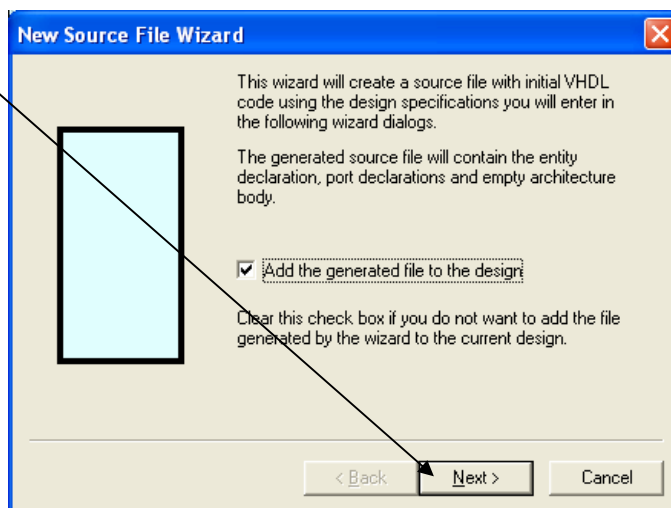 New Source File Wizard
This wizard will create a source file with initial VHDL
code using the design specifications you will enter in
the following wizard dialogs.
The generated source file will contain the entity
declaration, port declarations and empty architecture
body.
Add the generated file to the design
Clear this check box if you do not want to add the file
generated by the wizard to the current design.
< Back Next > Cancel